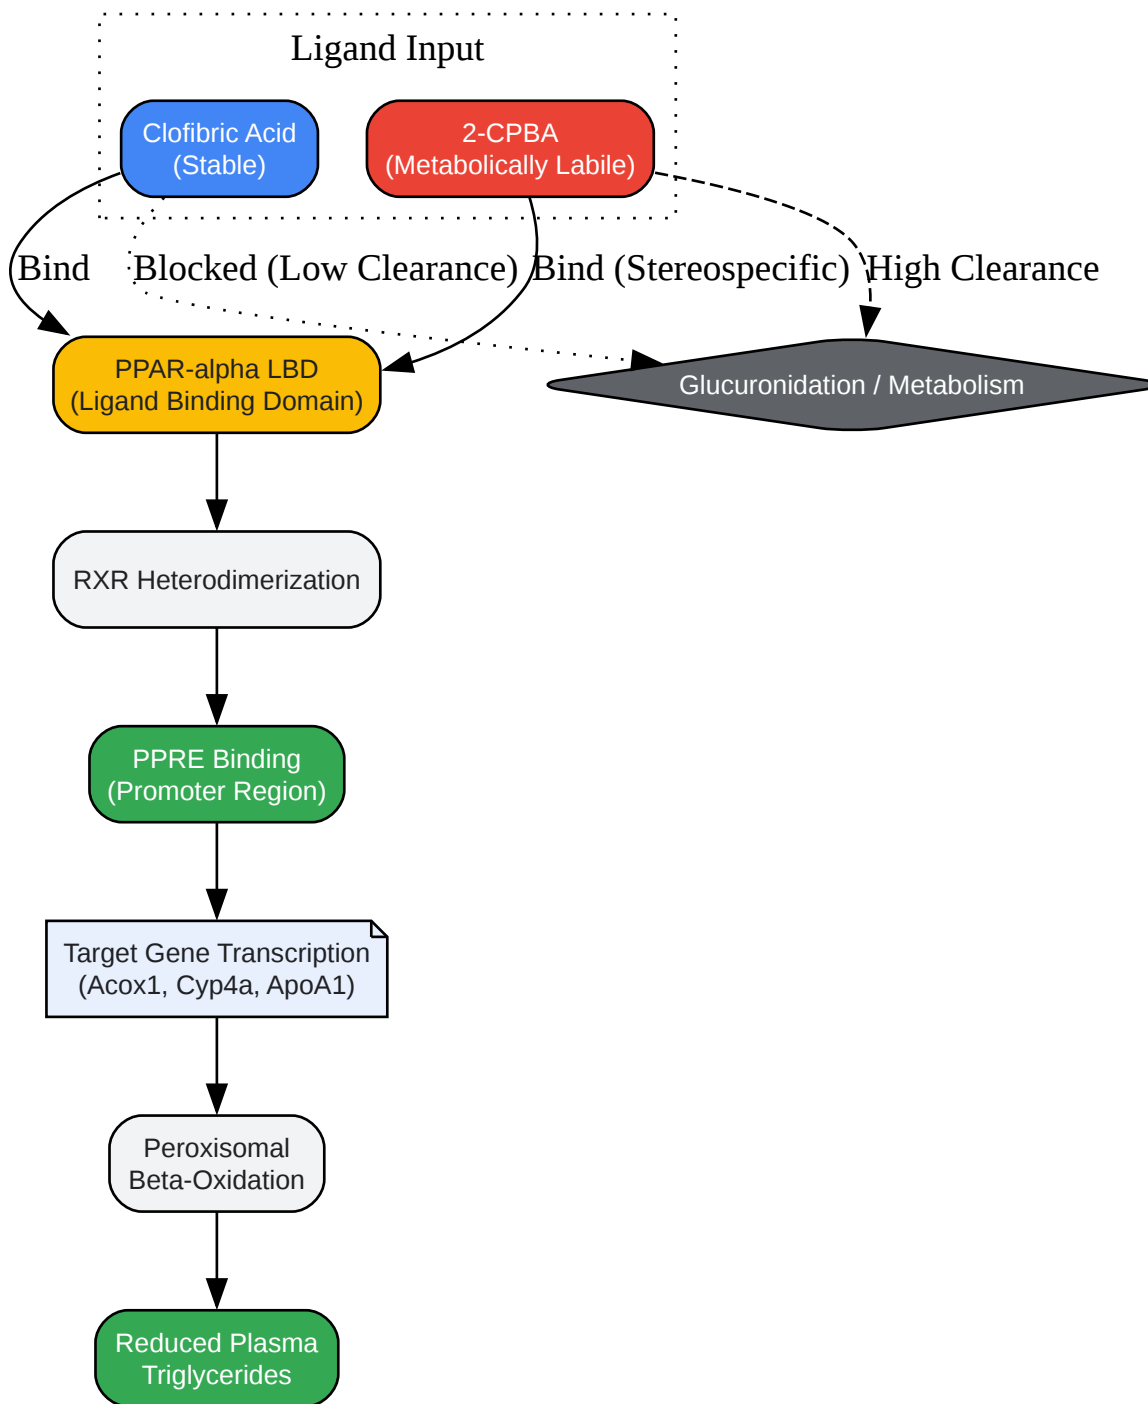 Ligand Input
Clofibric Acid
(Stable)
2-CPBA
(Metabolically Labile)
Bind
Blocked (Low Clearance)
Bind (Stereospecific)
High Clearance
PPAR-alpha LBD
(Ligand Binding Domain)
Glucuronidation / Metabolism
RXR Heterodimerization
PPRE Binding
(Promoter Region)
Target Gene Transcription
(Acox1, Cyp4a, ApoA1)
Peroxisomal
Beta-Oxidation
Reduced Plasma
Triglycerides